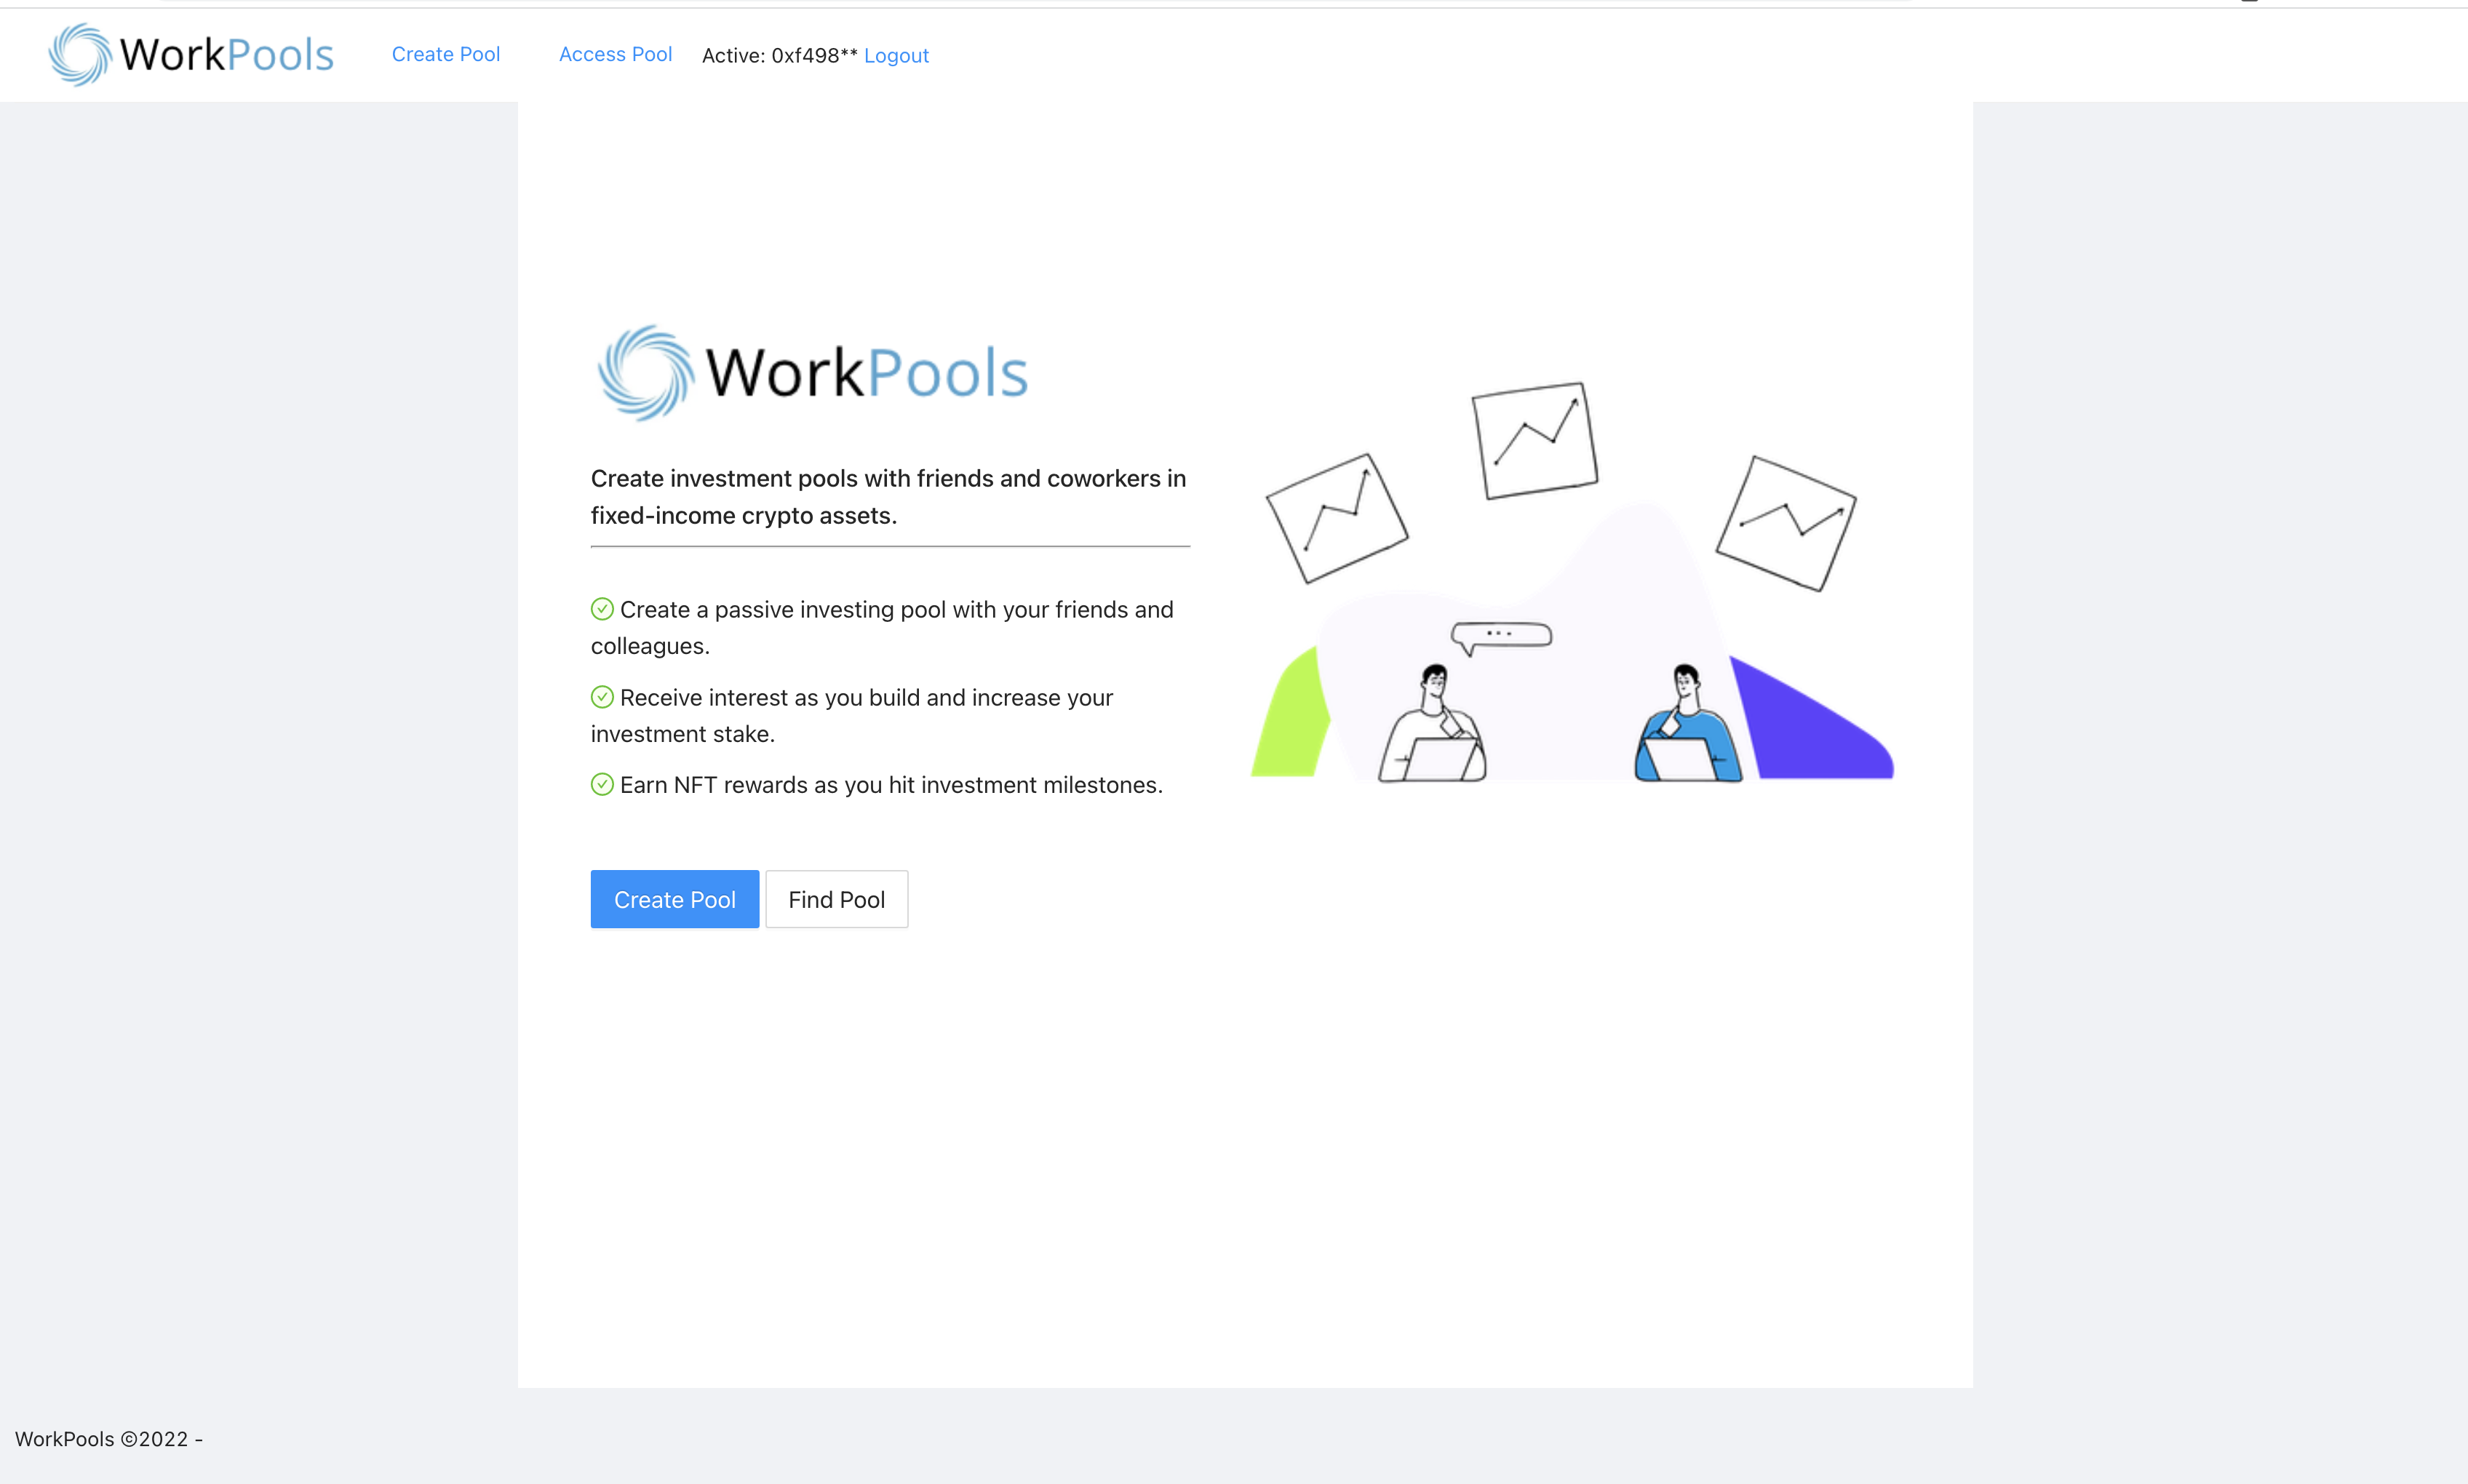 WorkPools Create Pool Access Pool Active: 0xf498** Logout
WorkPools
Create investment pools with friends and coworkers in
fixed-income crypto assets.
Create a passive investing pool with your friends and
colleagues.
Receive interest as you build and increase your
investment stake.
Earn NFT rewards as you hit investment milestones.
Create Pool Find Pool
WorkPools ©2022 -